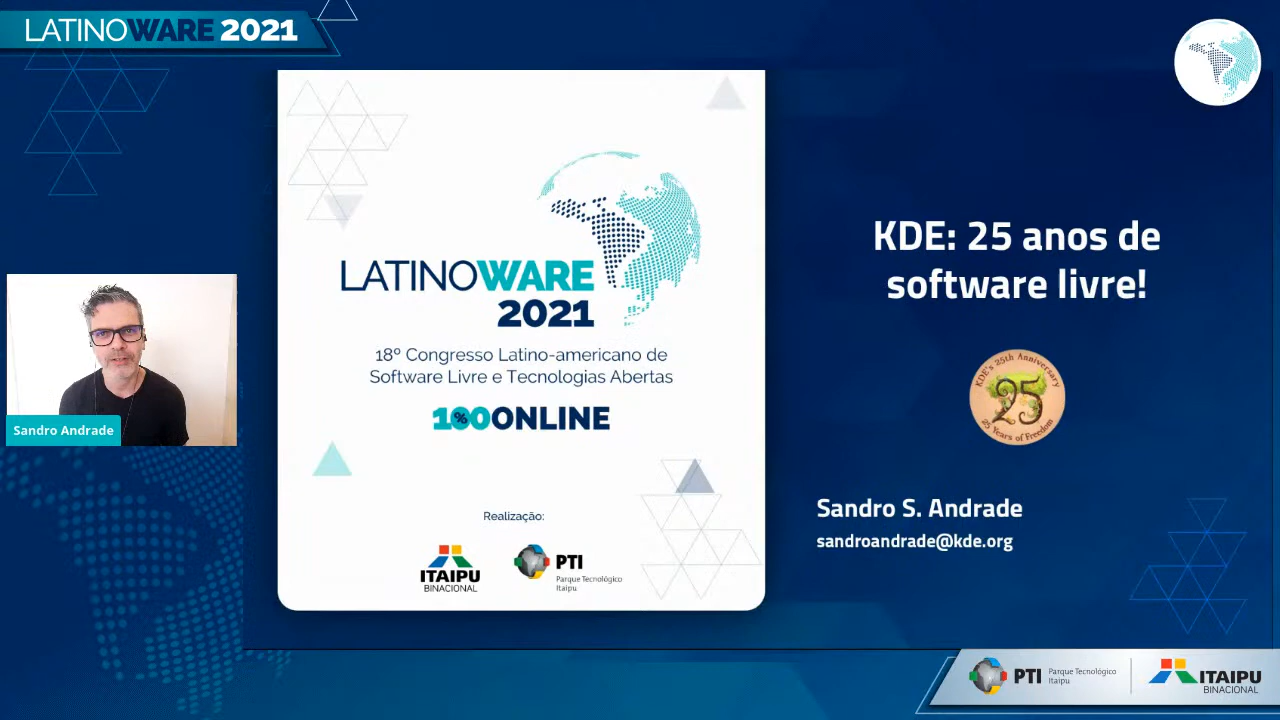 LATINOWARE 2021
LATINOWARE
2021
18º Congresso Latino-americano de
Software Livre e Tecnologias Abertas
100%ONLINE
Realização:
ITAIPU
BINACIONAL
PTI
Parque Tecnológico
Itaipu
KDE: 25 anos de
software livre!
KDE's 25th Anniversary
25
25 Years of Freedom
Sandro S. Andrade
sandroandrade@kde.org
Sandro Andrade
PTI
Parque Tecnológico
Itaipu
ITAIPU
BINACIONAL